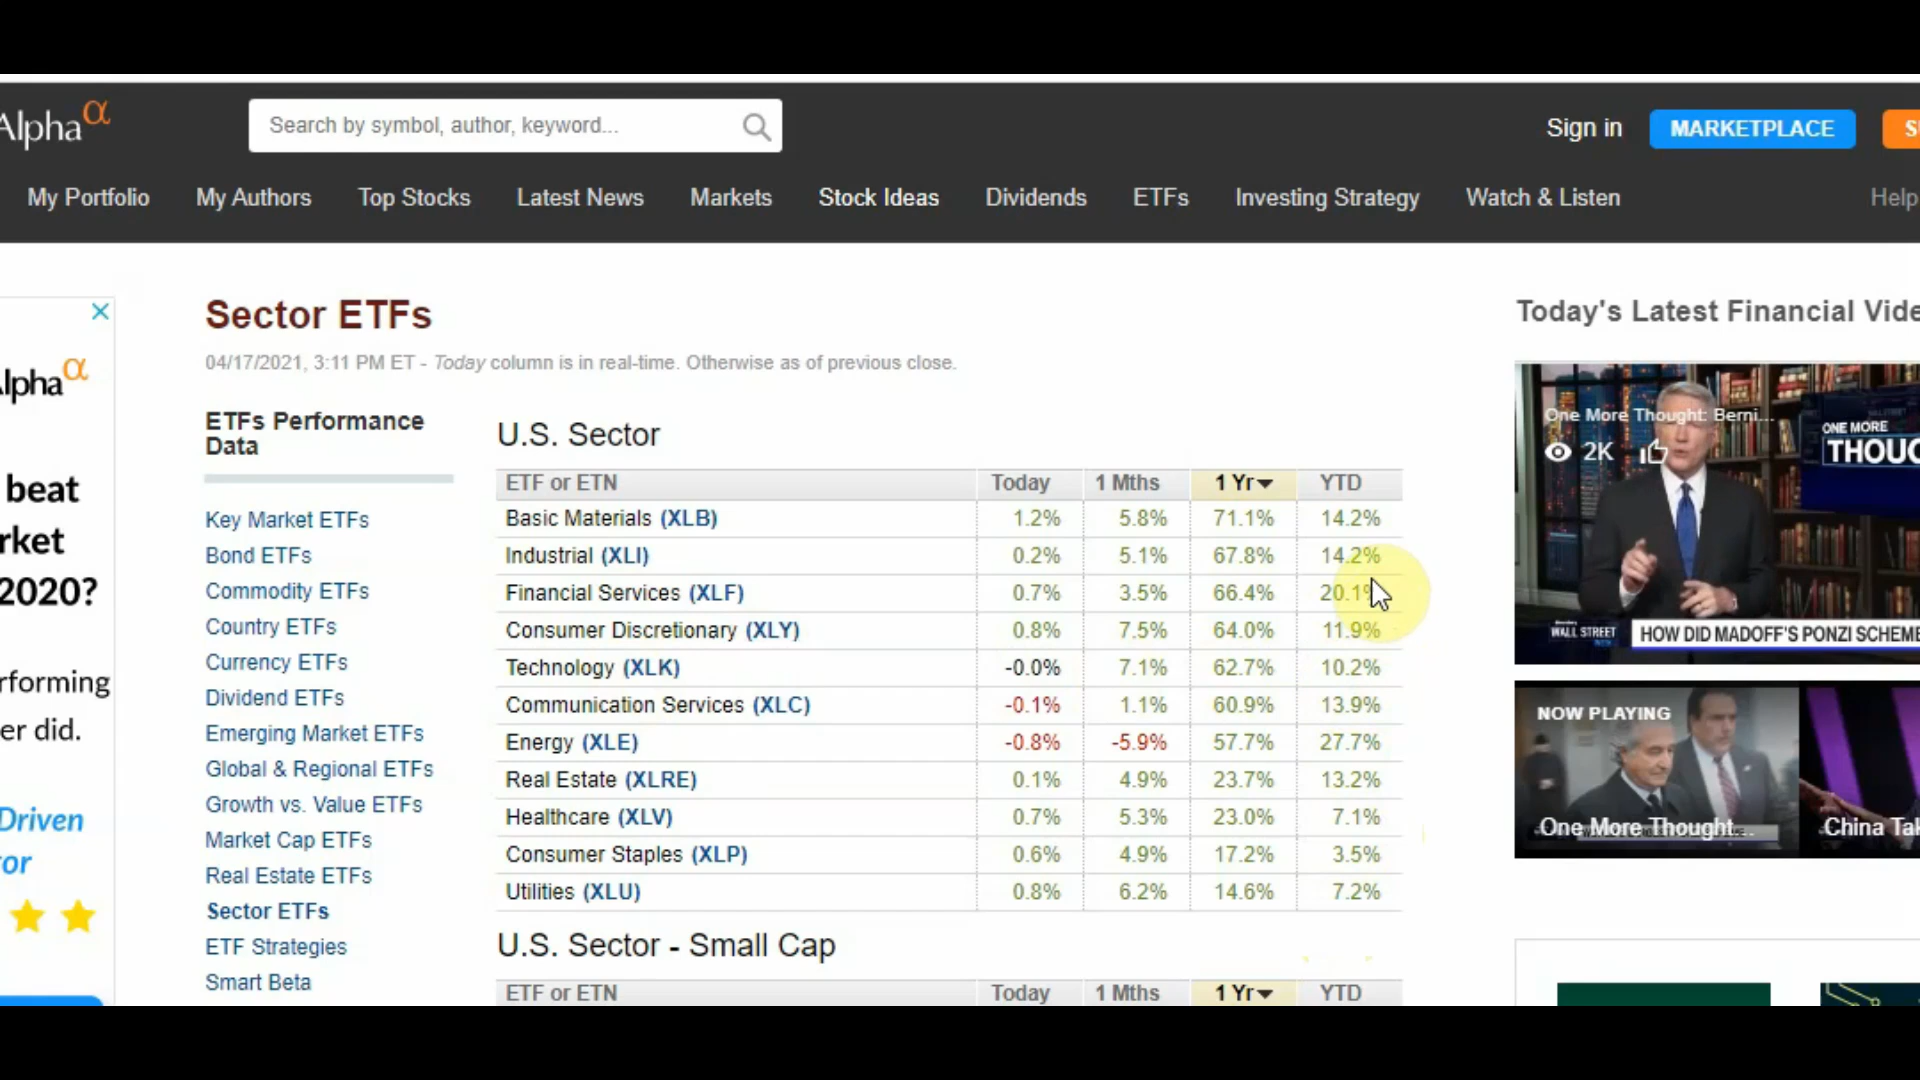 Alpha α
Search by symbol, author, keyword...
Sign in
MARKETPLACE
My Portfolio
My Authors
Top Stocks
Latest News
Markets
Stock Ideas
Dividends
ETFs
Investing Strategy
Watch & Listen
Help
Sector ETFs
04/17/2021, 3:11 PM ET - Today column is in real-time. Otherwise as of previous close.
lpha α
beat
rket
2020?
rforming
er did.
Driven
or
ETFs Performance
Data
Key Market ETFs
Bond ETFs
Commodity ETFs
Country ETFs
Currency ETFs
Dividend ETFs
Emerging Market ETFs
Global & Regional ETFs
Growth vs. Value ETFs
Market Cap ETFs
Real Estate ETFs
Sector ETFs
ETF Strategies
Smart Beta
U.S. Sector
ETF or ETN Today 1 Mths 1 Yr YTD
Basic Materials (XLB) 1.2% 5.8% 71.1% 14.2%
Industrial (XLI) 0.2% 5.1% 67.8% 14.2%
Financial Services (XLF) 0.7% 3.5% 66.4% 20.1%
Consumer Discretionary (XLY) 0.8% 7.5% 64.0% 11.9%
Technology (XLK) -0.0% 7.1% 62.7% 10.2%
Communication Services (XLC) -0.1% 1.1% 60.9% 13.9%
Energy (XLE) -0.8% -5.9% 57.7% 27.7%
Real Estate (XLRE) 0.1% 4.9% 23.7% 13.2%
Healthcare (XLV) 0.7% 5.3% 23.0% 7.1%
Consumer Staples (XLP) 0.6% 4.9% 17.2% 3.5%
Utilities (XLU) 0.8% 6.2% 14.6% 7.2%
U.S. Sector - Small Cap
ETF or ETN Today 1 Mths 1 Yr YTD
Today's Latest Financial Vide
One More Thought: Berni...
2K
ONE MORE
THOUG
WALL STREET
HOW DID MADOFF'S PONZI SCHEME
NOW PLAYING
One More Thought...
China Tak